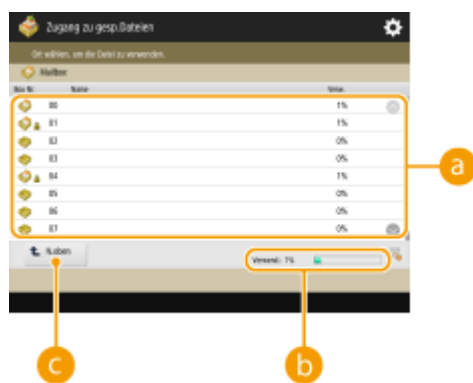 Zugang zu gesp.Dateien
Ort wählen, um die Datei zu verwenden.
Mailbox
Box Nr. Name Verw.
00 1%
01 1%
02 0%
03 0%
04 1%
05 0%
06 0%
07 0%
a
N.oben
Verwend.: 1%
c b